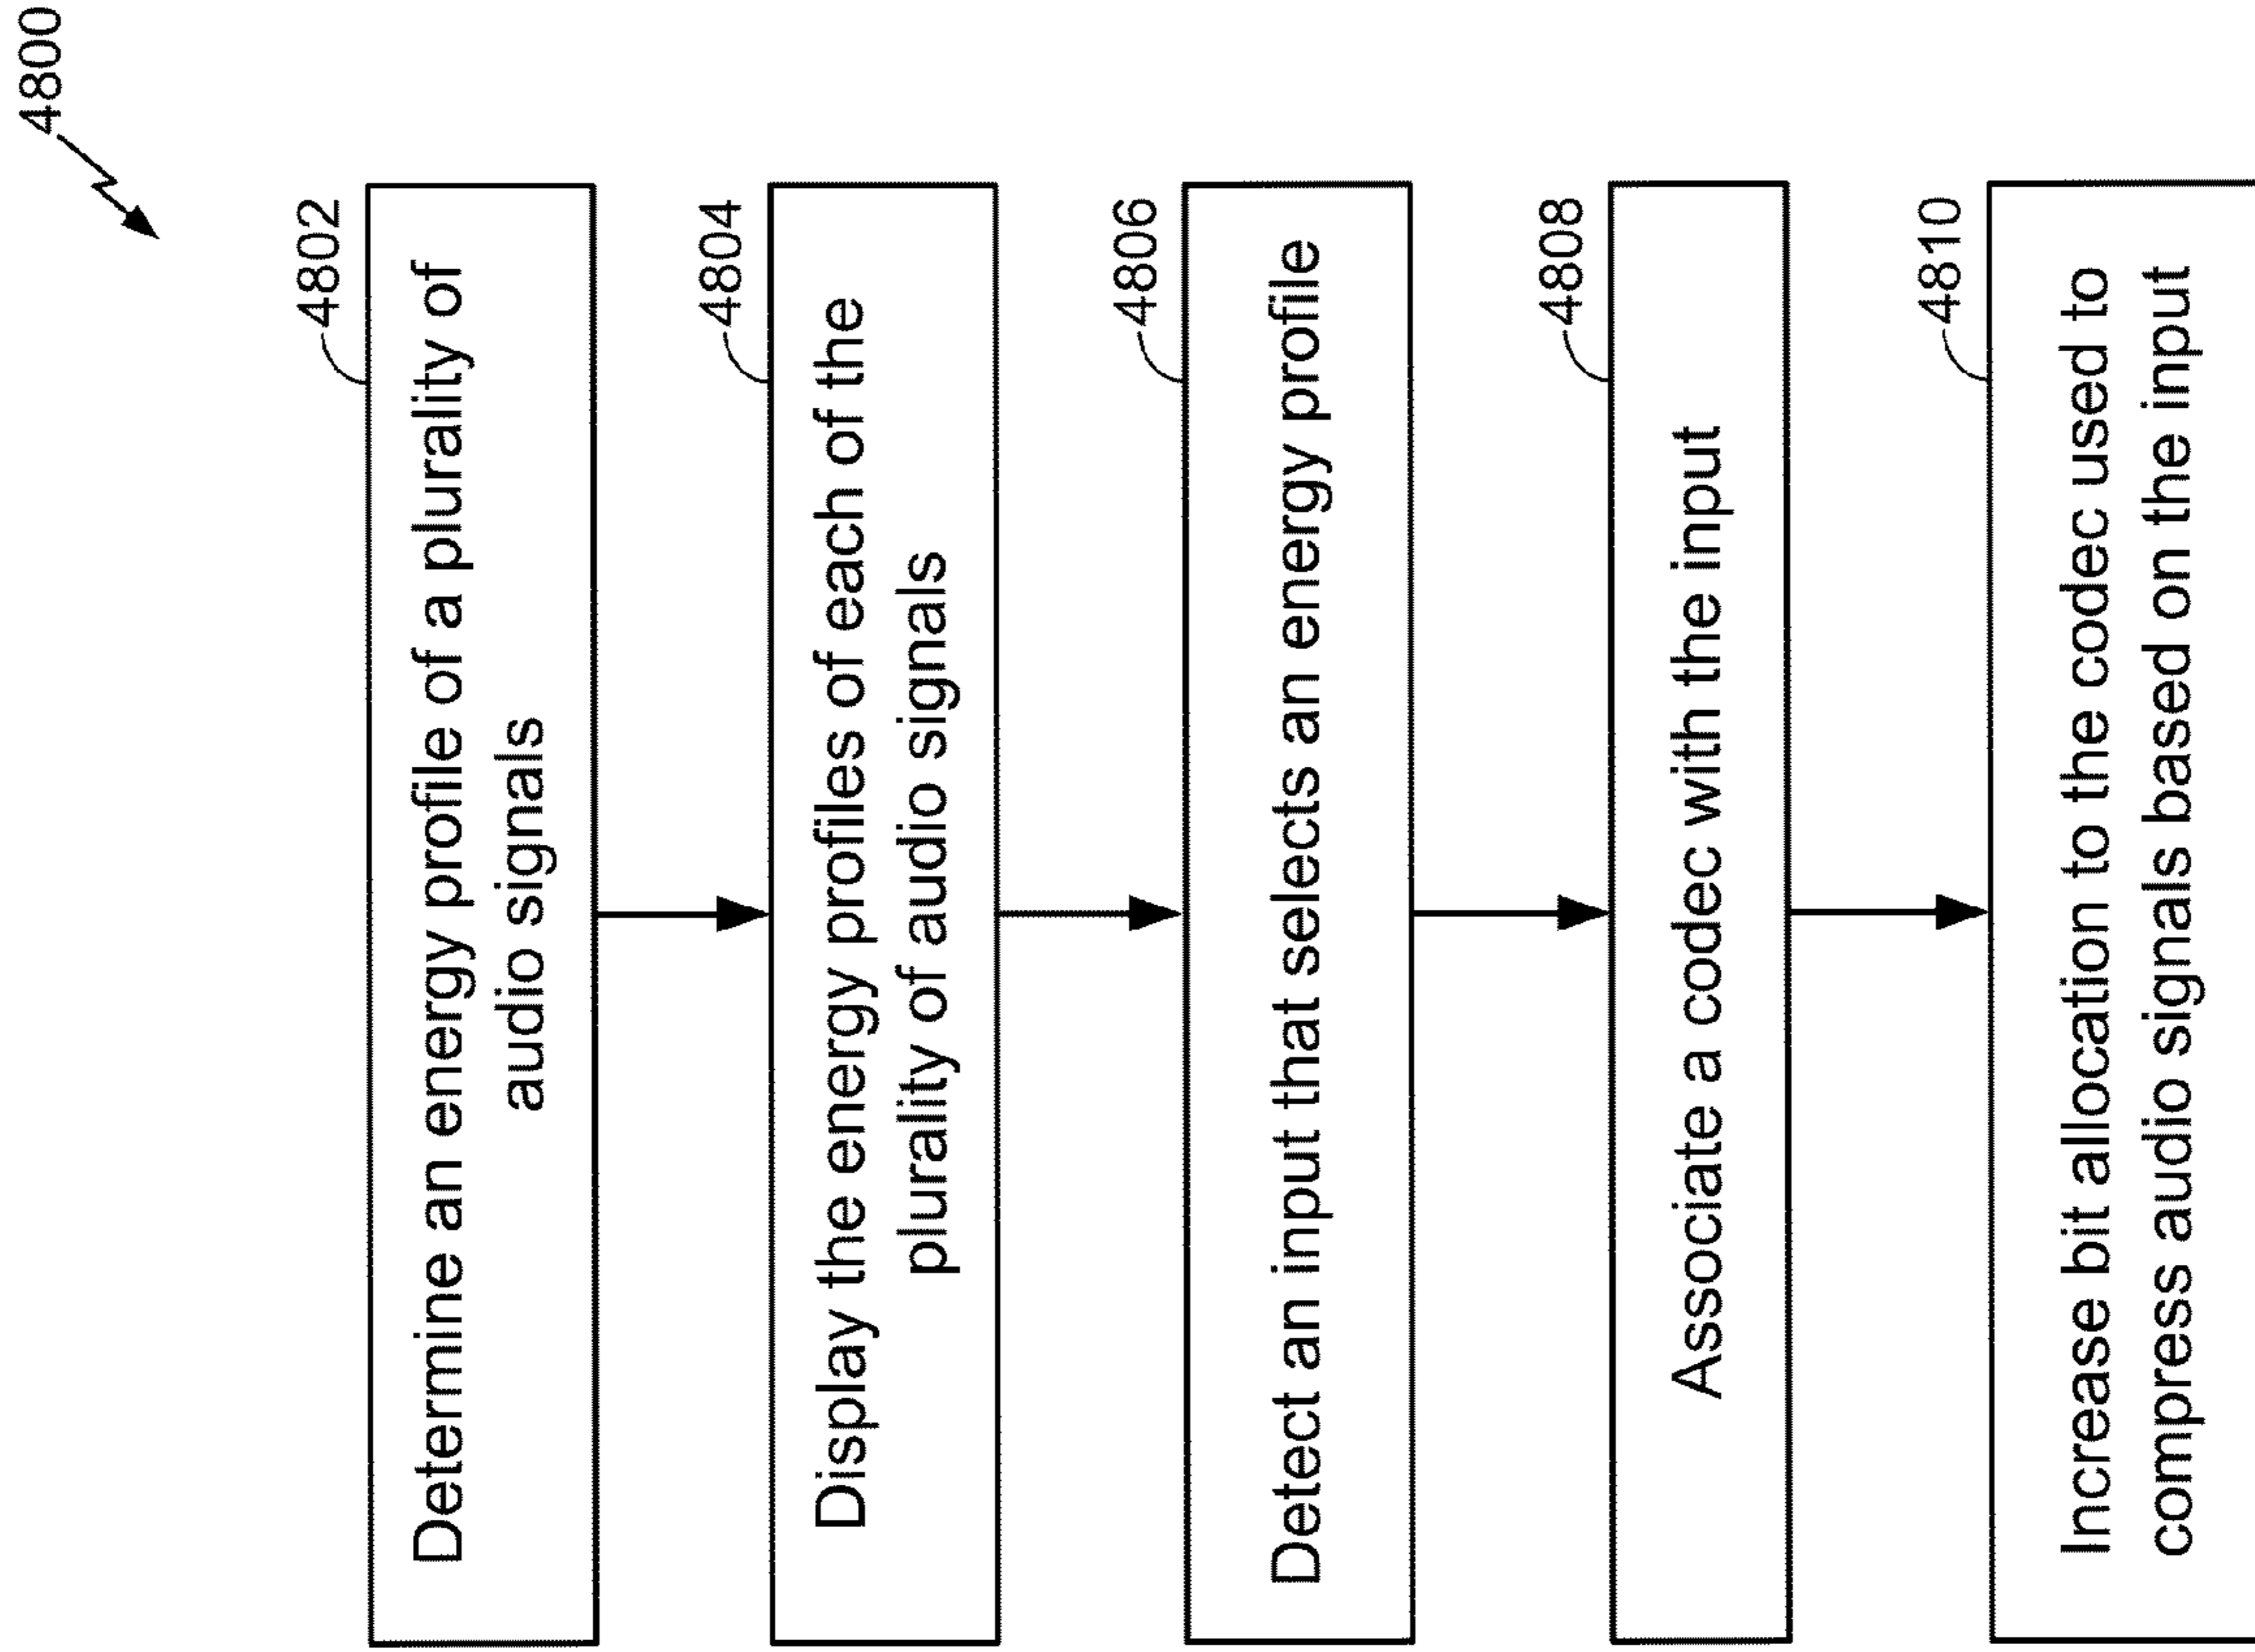 4800
4802
Determine an energy profile of a plurality of
audio signals
4804
Display the energy profiles of each of the
plurality of audio signals
4806
Detect an input that selects an energy profile
4808
Associate a codec with the input
4810
Increase bit allocation to the codec used to
compress audio signals based on the input